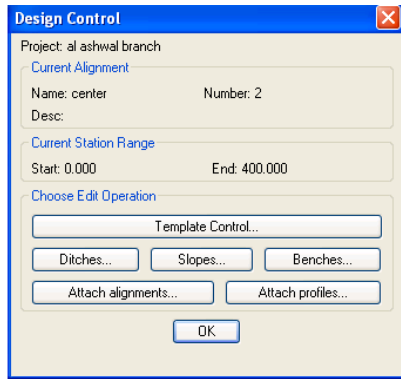 Design Control
Project: al ashwal branch
Current Alignment
Name: center Number: 2
Desc:
Current Station Range
Start: 0.000 End: 400.000
Choose Edit Operation
Template Control...
Ditches... Slopes... Benches...
Attach alignments... Attach profiles...
OK